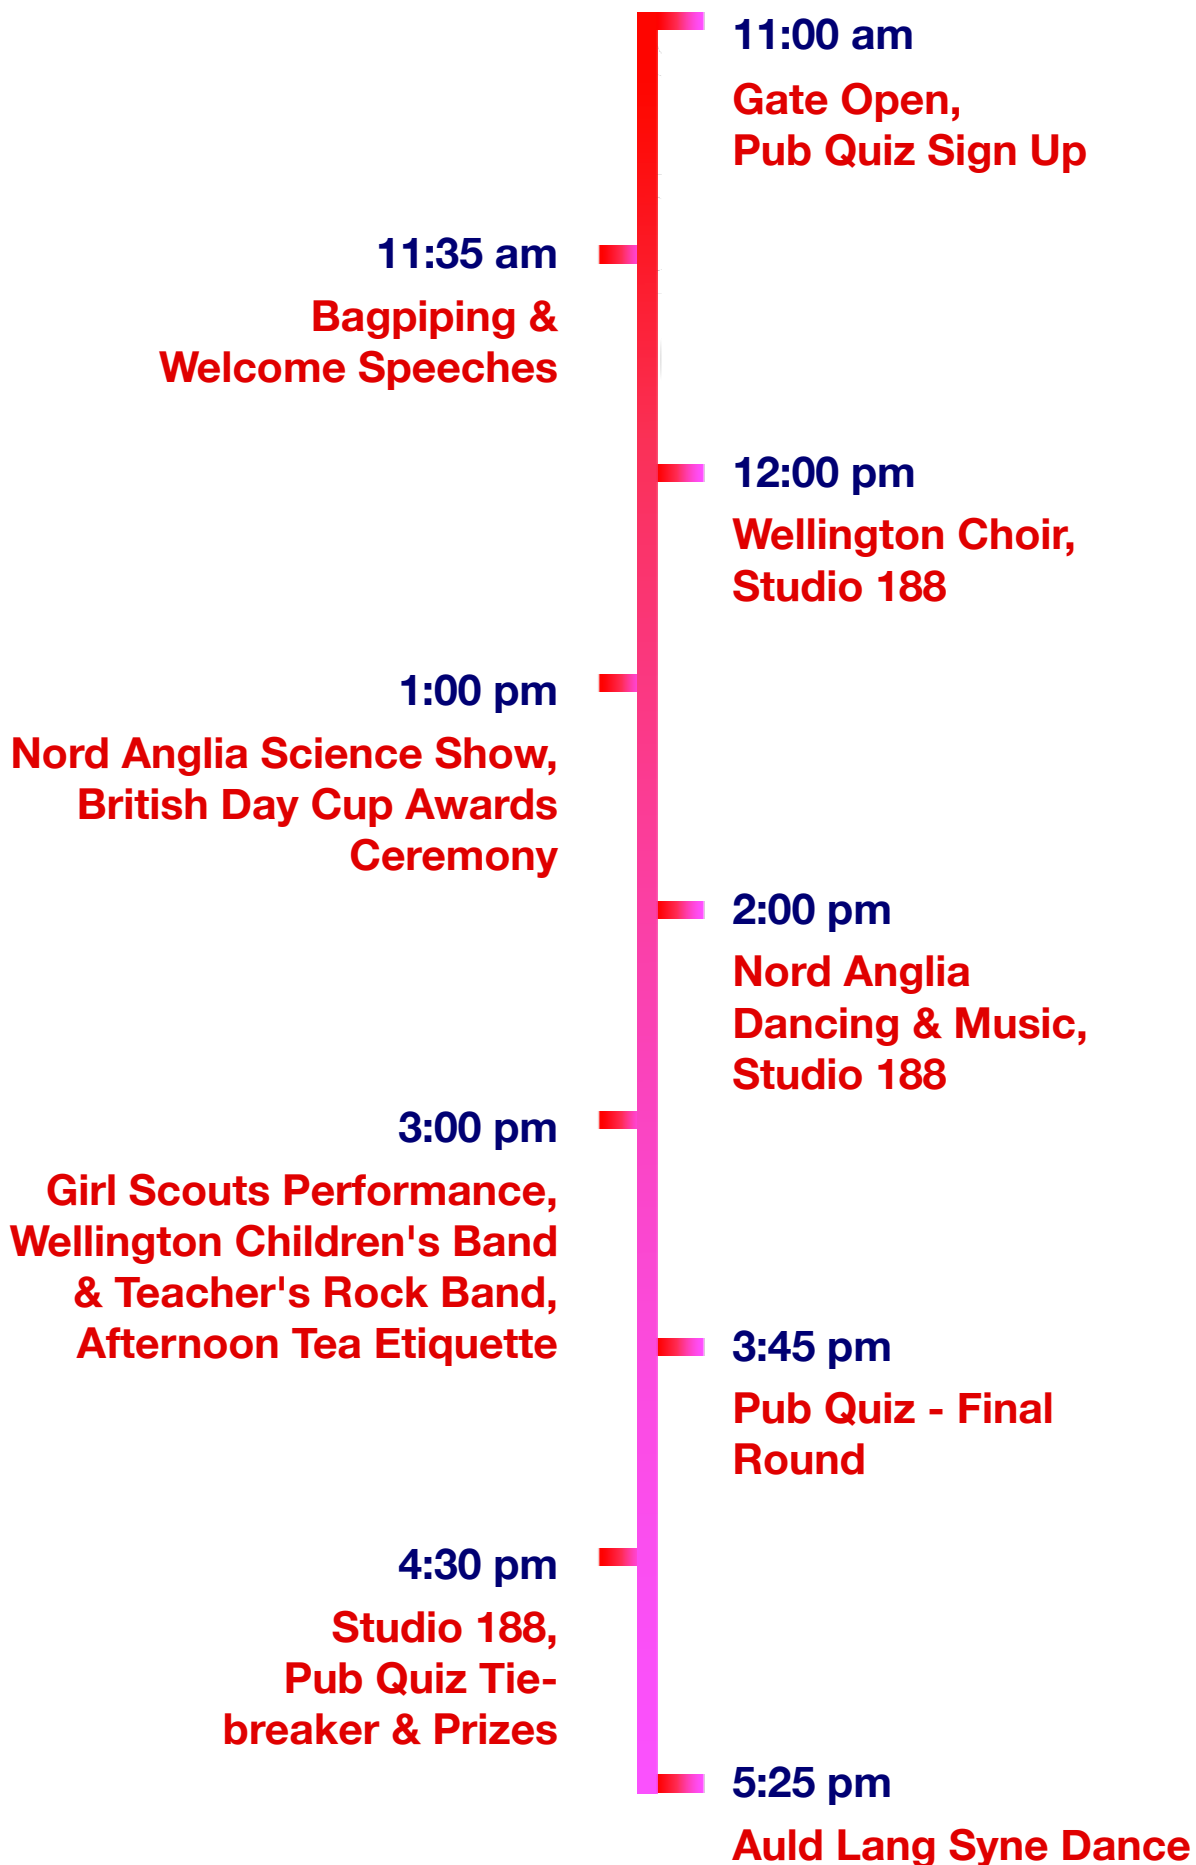 11:00 am
Gate Open,
Pub Quiz Sign Up
11:35 am
Bagpiping &
Welcome Speeches
12:00 pm
Wellington Choir,
Studio 188
1:00 pm
Nord Anglia Science Show,
British Day Cup Awards
Ceremony
2:00 pm
Nord Anglia
Dancing & Music,
Studio 188
3:00 pm
Girl Scouts Performance,
Wellington Children's Band
& Teacher's Rock Band,
Afternoon Tea Etiquette
3:45 pm
Pub Quiz - Final
Round
4:30 pm
Studio 188,
Pub Quiz Tie-
breaker & Prizes
5:25 pm
Auld Lang Syne Dance